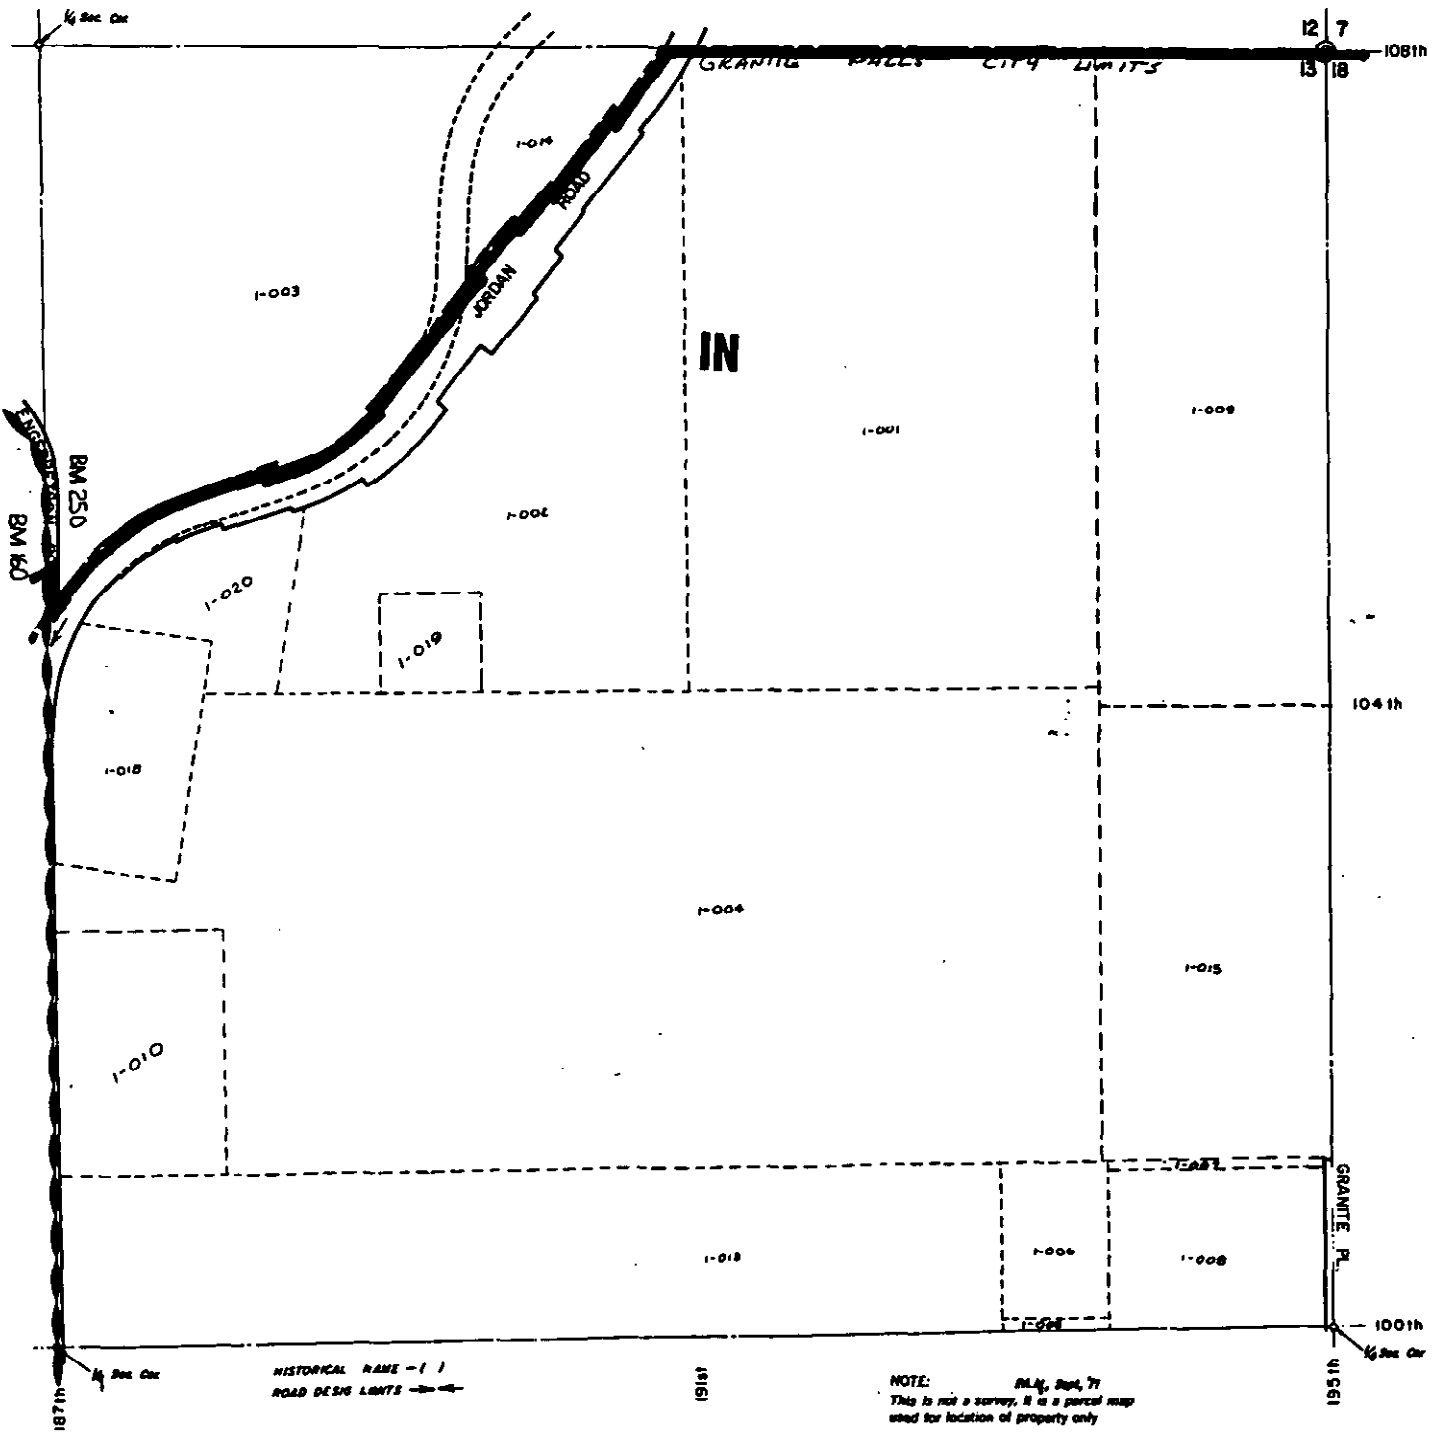 1/4 Sec Cor
12 7
108th
GRANITE FALLS CITY LIMITS
13 18
1-014
ROAD
JORDAN
1-003
IN
1-009
1-001
BM 250
BM 160
1-002
1-020
1-019
104th
1-018
1-004
1-015
1-010
GRANITE PL.
1-006
1-013
1-008
100th
1/4 Sec Cor
1/4 Sec Cor
HISTORICAL NAME - ( )
ROAD DESIG LIMITS
187th
191st
195th
NOTE: Sept, '71
This is not a survey, it is a parcel map
used for location of property only